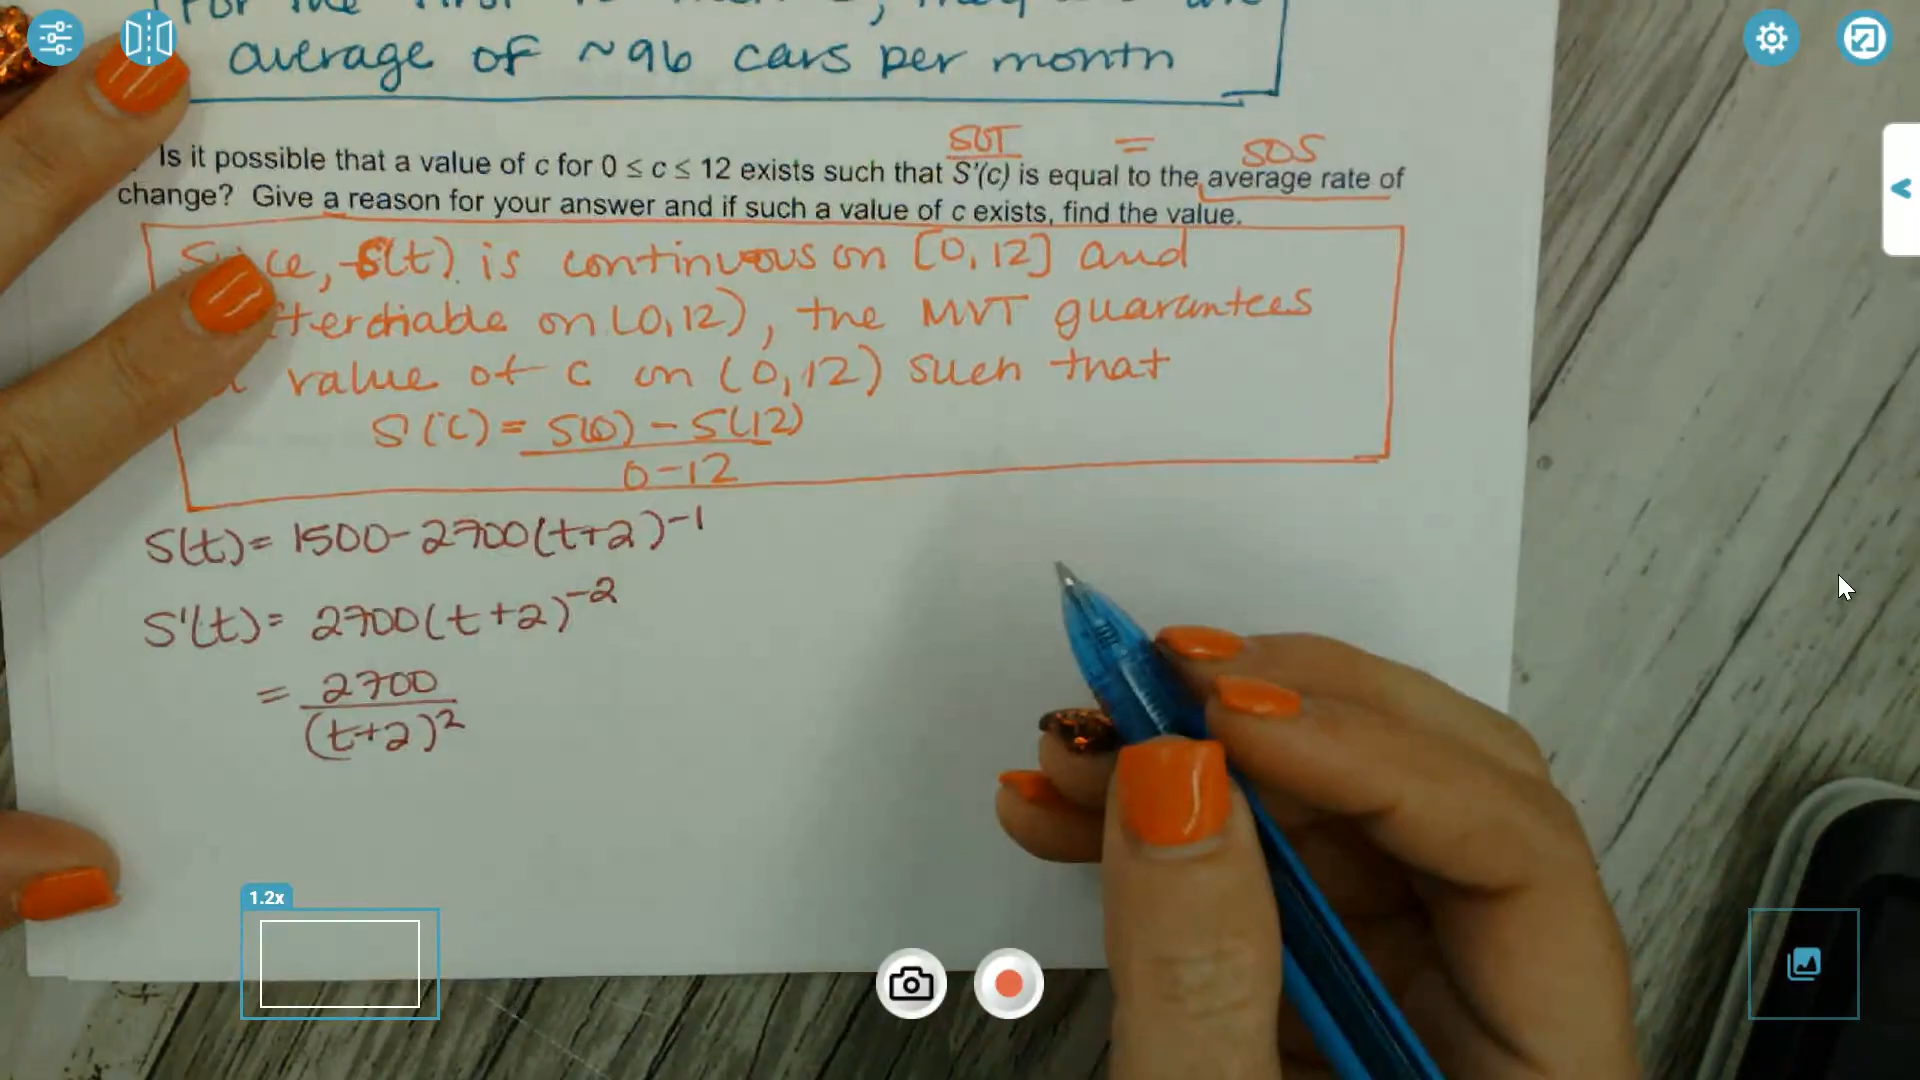 average of ~96 cars per month
SUT = SOS
Is it possible that a value of c for 0 ≤ c ≤ 12 exists such that S'(c) is equal to the average rate of
change? Give a reason for your answer and if such a value of c exists, find the value.
S(t) is continuous on [0,12] and
on (0,12), the MVT guarantees
value of c on (0,12) such that
S'(c) = S(0) - S(12)
0-12
S(t)= 1500-2700(t+2)^-1
S'(t)= 2700(t+2)^-2
= 2700
(t+2)^2
1.2x